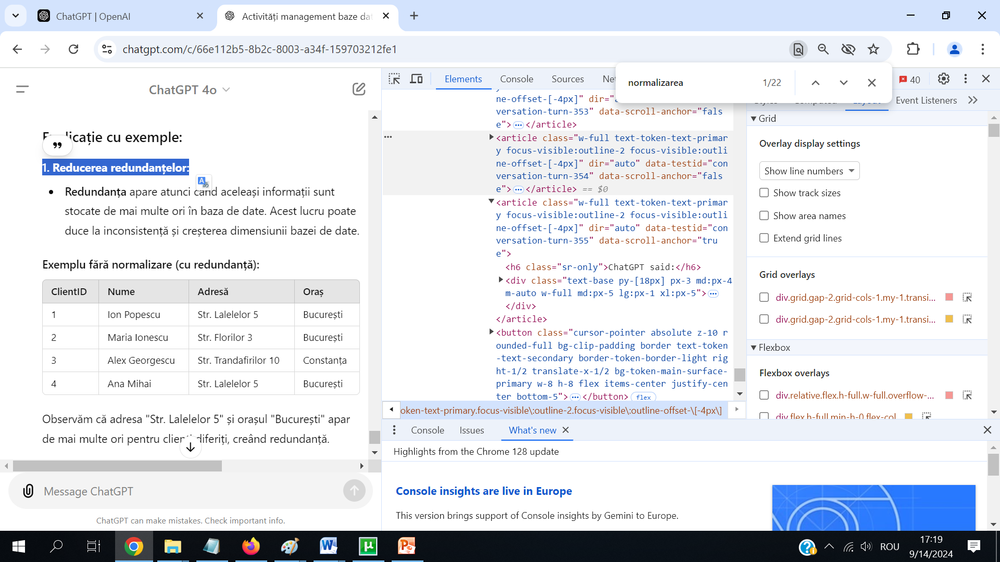 ChatGPT | OpenAI
Activități management baze dat
chatgpt.com/c/66e112b5-8b2c-8003-a34f-159703212fe1
normalizarea
1/22
ChatGPT 4o
cu exemple:
1. Reducerea redundanțelor:
Redundanța apare atunci când aceleași informații sunt
stocate de mai multe ori în baza de date. Acest lucru poate
duce la inconsistență și creșterea dimensiunii bazei de date.
Exemplu fără normalizare (cu redundanță):
ClientID Nume Adresă Oraș
1 Ion Popescu Str. Lalelelor 5 București
2 Maria Ionescu Str. Florilor 3 București
3 Alex Georgescu Str. Trandafirilor 10 Constanța
4 Ana Mihai Str. Lalelelor 5 București
Observăm că adresa "Str. Lalelelor 5" și orașul "București" apar
de mai multe ori pentru clienți diferiți, creând redundanță.
Message ChatGPT
ChatGPT can make mistakes. Check important info.
Elements Console Sources Net
40
ne-offset-[-4px]" dir="a
versation-turn-353" data-scroll-anchor="fals
e">…</article>
<article class="w-full text-token-text-primar
y focus-visible:outline-2 focus-visible:outli
ne-offset-[-4px]" dir="auto" data-testid="con
versation-turn-354" data-scroll-anchor="fals
e">…</article> == $0
<article class="w-full text-token-text-primar
y focus-visible:outline-2 focus-visible:outli
ne-offset-[-4px]" dir="auto" data-testid="con
versation-turn-355" data-scroll-anchor="tru
e">
<h6 class="sr-only">ChatGPT said:</h6>
<div class="text-base py-[18px] px-3 md:px-4
m-auto w-full md:px-5 lg:px-1 xl:px-5">…
</div>
</article>
<button class="cursor-pointer absolute z-10 r
ounded-full bg-clip-padding border text-token
-text-secondary border-token-border-light rig
ht-1/2 translate-x-1/2 bg-token-main-surface-
primary w-8 h-8 flex items-center justify-cen
ter bottom-5">…</button> flex
oken-text-primary.focus-visible\:outline-2.focus-visible\:outline-offset-\[-4px\]
Event Listeners
Grid
Overlay display settings
Show line numbers
Show track sizes
Show area names
Extend grid lines
Grid overlays
div.grid.gap-2.grid-cols-1.my-1.transi...
div.grid.gap-2.grid-cols-1.my-1.transi...
Flexbox
Flexbox overlays
div.relative.flex.h-full.w-full.overflow-...
div.flex.h-full.min-h-0.flex-col
Console Issues What's new
Highlights from the Chrome 128 update
Console insights are live in Europe
This version brings support of Console insights by Gemini to Europe.
ROU
17:19
9/14/2024